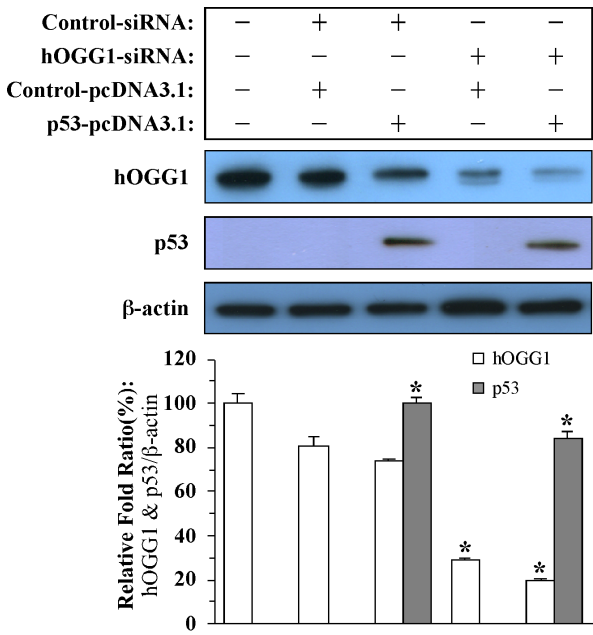 Control-siRNA: − + + − −
hOGG1-siRNA: − − − + +
Control-pcDNA3.1: − + − + −
p53-pcDNA3.1: − − + − +
hOGG1
p53
β-actin
Relative Fold Ratio(%):
hOGG1 & p53/β-actin
120
100
80
60
40
20
0
hOGG1
p53
*
*
*
*